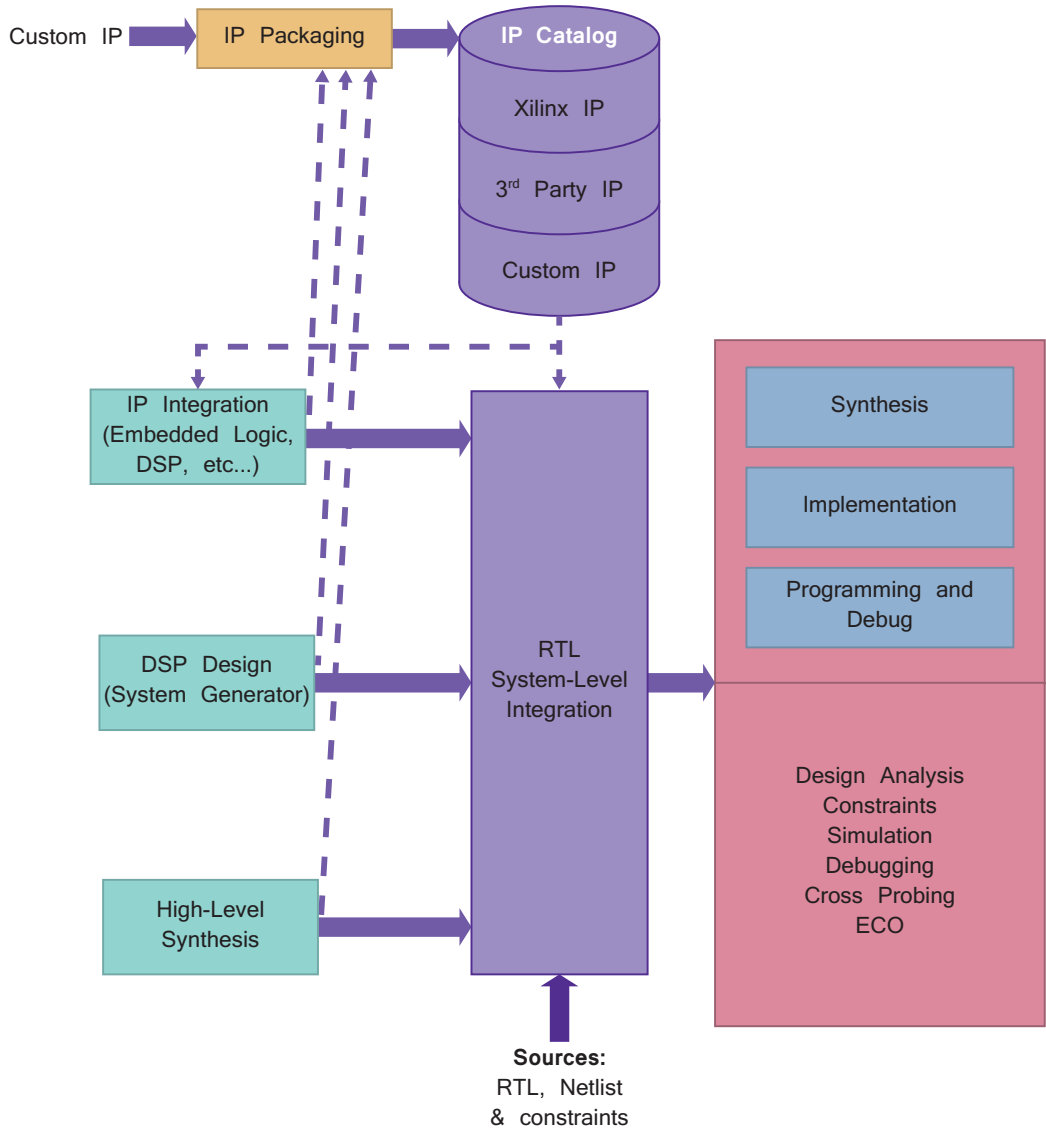 Custom IP
IP Packaging
IP Catalog
Xilinx IP
3rd Party IP
Custom IP
IP Integration
(Embedded Logic,
DSP, etc...)
DSP Design
(System Generator)
High-Level
Synthesis
RTL
System-Level
Integration
Sources:
RTL, Netlist
& constraints
Synthesis
Implementation
Programming and
Debug
Design Analysis
Constraints
Simulation
Debugging
Cross Probing
ECO